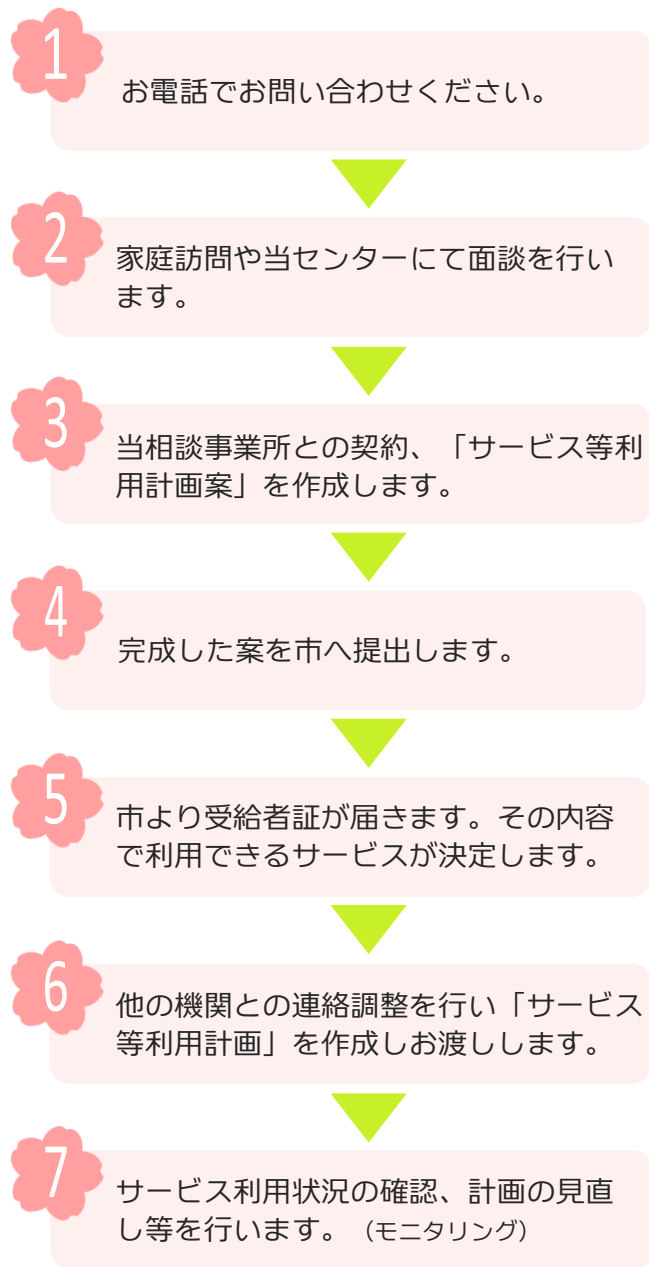 1
お電話でお問い合わせください。
2
家庭訪問や当センターにて面談を行い
ます。
3
当相談事業所との契約、「サービス等利
用計画案」を作成します。
4
完成した案を市へ提出します。
5
市より受給者証が届きます。その内容
で利用できるサービスが決定します。
6
他の機関との連絡調整を行い「サービス
等利用計画」を作成しお渡しします。
7
サービス利用状況の確認、計画の見直
し等を行います。（モニタリング）